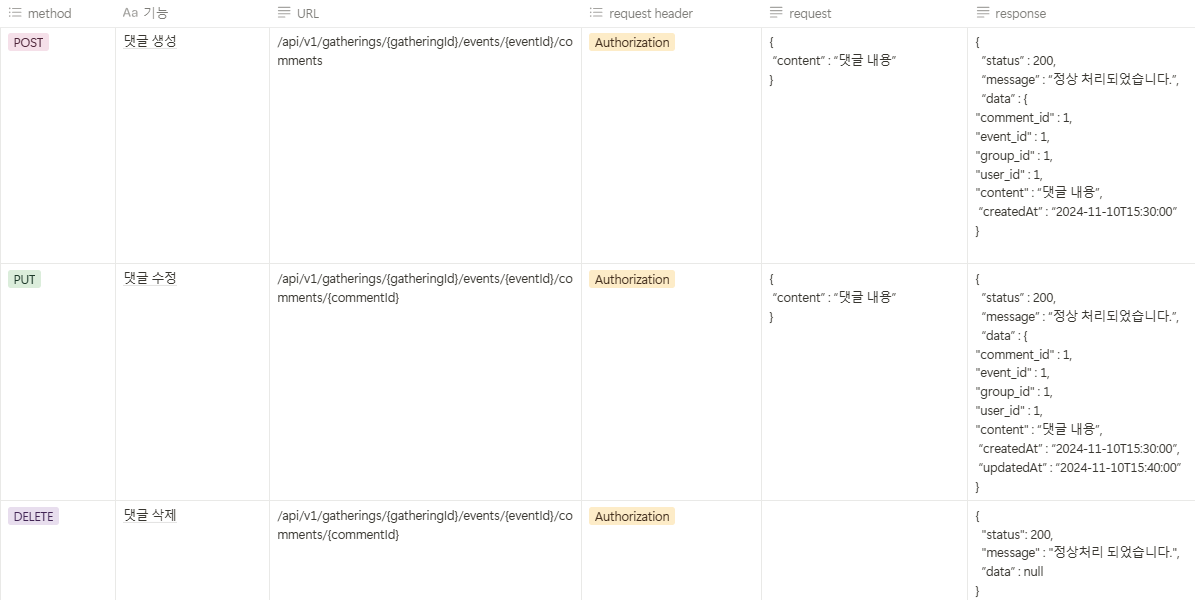 method
Aa 기능
URL
request header
request
response
POST
댓글 생성
/api/v1/gatherings/{gatheringId}/events/{eventId}/co
mments
Authorization
{
“content” : “댓글 내용”
}
{
“status” : 200,
“message” : “정상 처리되었습니다.”,
“data” : {
"comment_id" : 1,
"event_id" : 1,
"group_id" : 1,
"user_id" : 1,
"content" : “댓글 내용”,
“createdAt” : “2024-11-10T15:30:00”
}
PUT
댓글 수정
/api/v1/gatherings/{gatheringId}/events/{eventId}/co
mments/{commentId}
Authorization
{
“content” : “댓글 내용”
}
{
“status” : 200,
“message” : “정상 처리되었습니다.”,
“data” : {
"comment_id" : 1,
"event_id" : 1,
"group_id" : 1,
"user_id" : 1,
"content" : “댓글 내용”,
“createdAt” : “2024-11-10T15:30:00”,
“updatedAt” : “2024-11-10T15:40:00”
}
DELETE
댓글 삭제
/api/v1/gatherings/{gatheringId}/events/{eventId}/co
mments/{commentId}
Authorization
{
"status": 200,
"message" : "정상처리 되었습니다.",
“data” : null
}